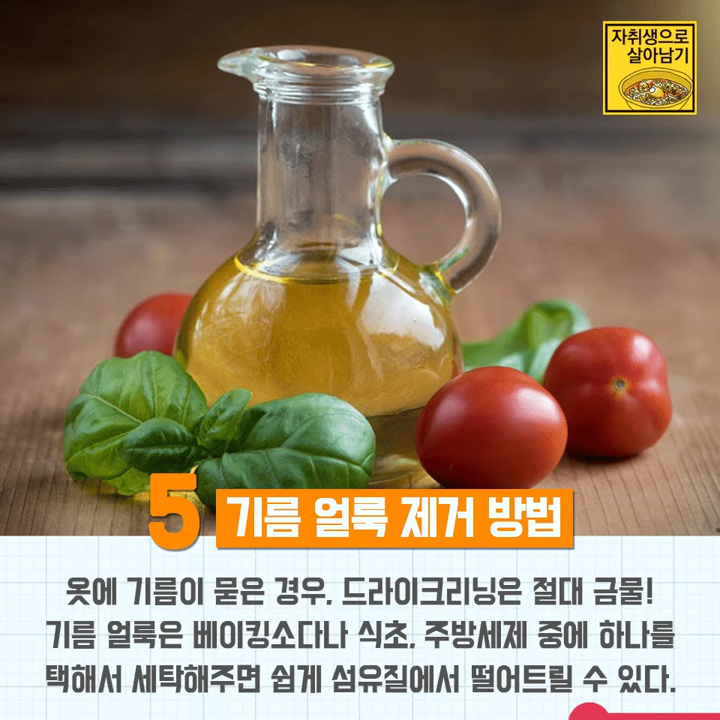 자취생으로
살아남기
5 기름 얼룩 제거 방법
옷에 기름이 묻은 경우, 드라이크리닝은 절대 금물!
기름 얼룩은 베이킹소다나 식초, 주방세제 중에 하나를
택해서 세탁해주면 쉽게 섬유질에서 떨어트릴 수 있다.